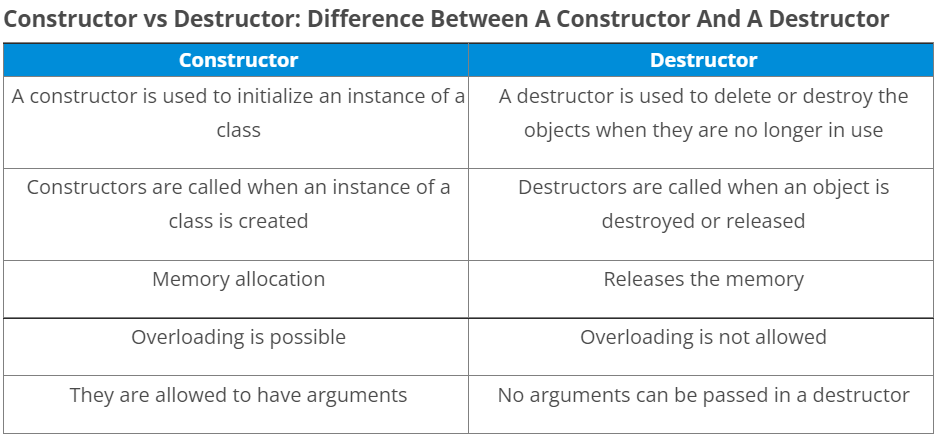 Constructor vs Destructor: Difference Between A Constructor And A Destructor
Constructor
Destructor
A constructor is used to initialize an instance of a
class
A destructor is used to delete or destroy the
objects when they are no longer in use
Constructors are called when an instance of a
class is created
Destructors are called when an object is
destroyed or released
Memory allocation
Releases the memory
Overloading is possible
Overloading is not allowed
They are allowed to have arguments
No arguments can be passed in a destructor